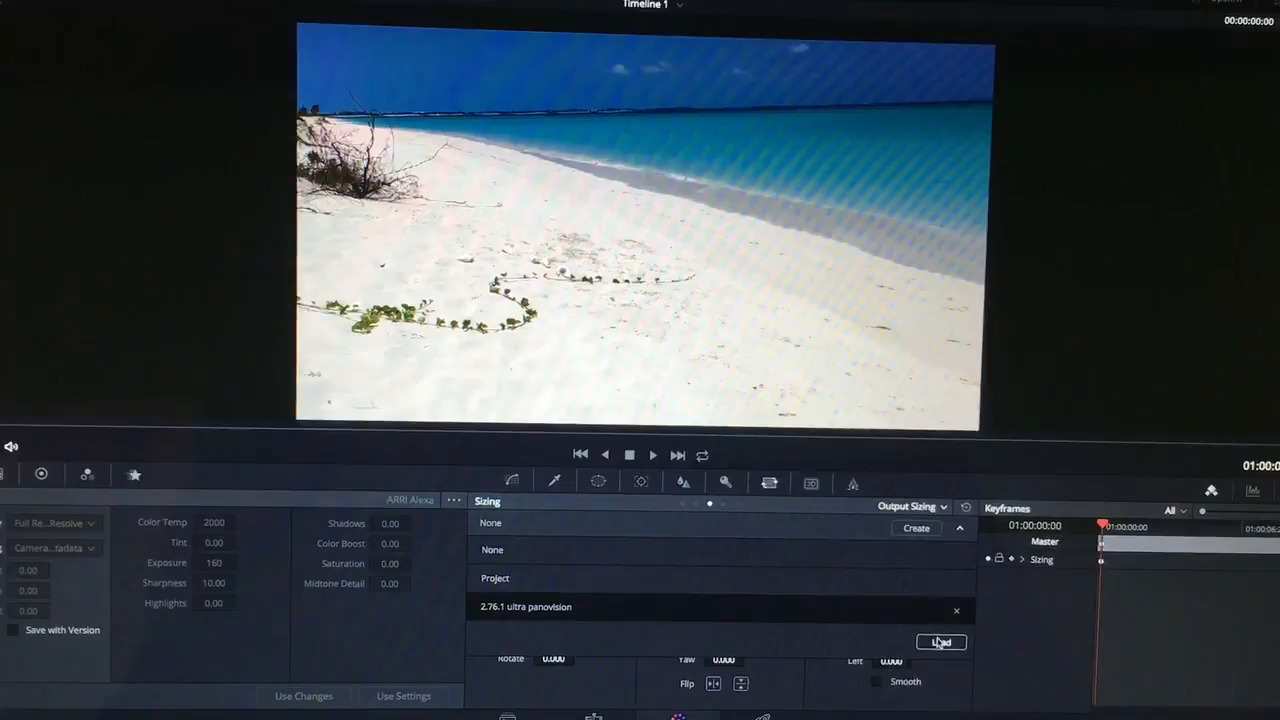 Timeline 1
00:00:00:00
01:00:0
ARRI Alexa
Full Re...Resolve
Camera...tadata
0.00
0.00
0.00
Save with Version
Color Temp 2000
Tint 0.00
Exposure 160
Sharpness 10.00
Highlights 0.00
Shadows 0.00
Color Boost 0.00
Saturation 0.00
Midtone Detail 0.00
Use Changes
Use Settings
Sizing
Output Sizing
None
Create
None
Project
2.76.1 ultra panovision
Load
Rotate 0.000
Yaw 0.000
Left 0.000
Flip
Smooth
3D
Keyframes
All
01:00:00:00
01:00:00:00
01:00:06:2
Master
Sizing